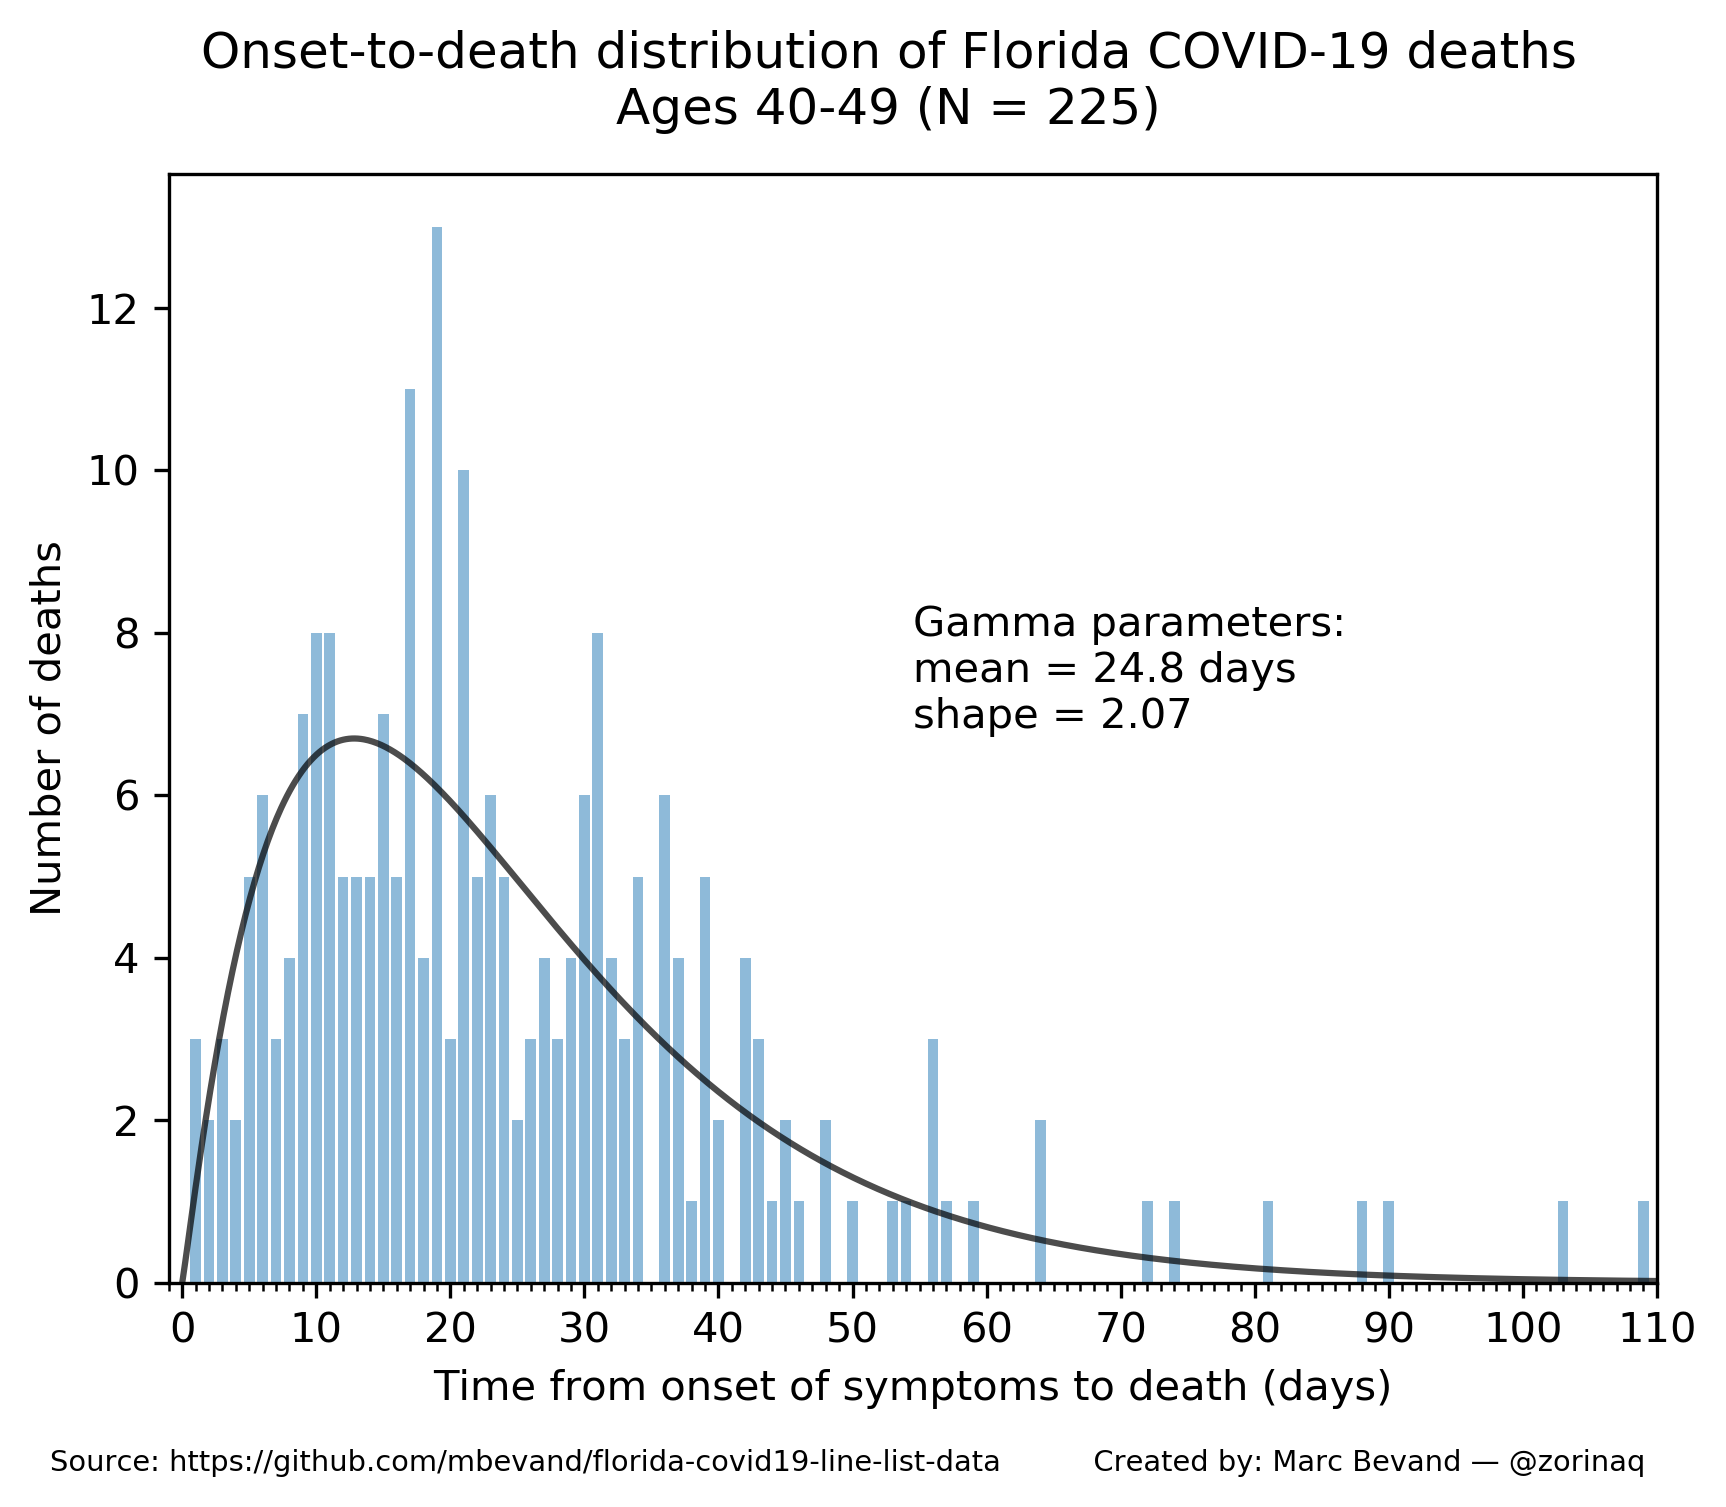 Onset-to-death distribution of Florida COVID-19 deaths
Ages 40-49 (N = 225)
12
10
8
6
4
2
0
Number of deaths
Gamma parameters:
mean = 24.8 days
shape = 2.07
0 10 20 30 40 50 60 70 80 90 100 110
Time from onset of symptoms to death (days)
Source: https://github.com/mbevand/florida-covid19-line-list-data Created by: Marc Bevand — @zorinaq